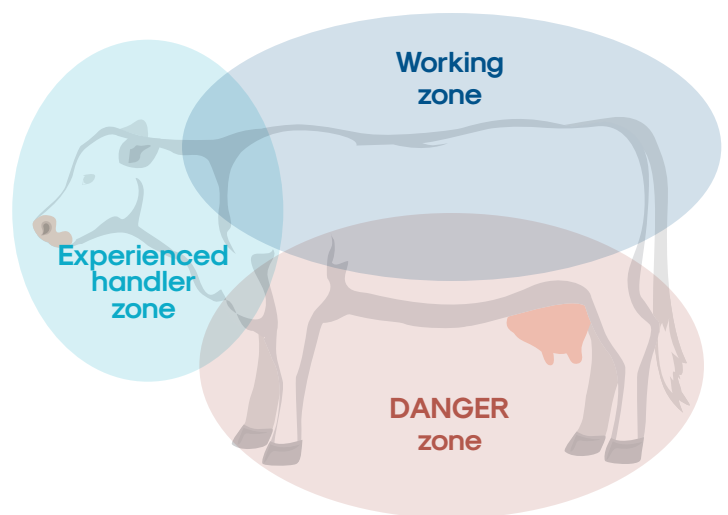 Working
zone
Experienced
handler
zone
DANGER
zone